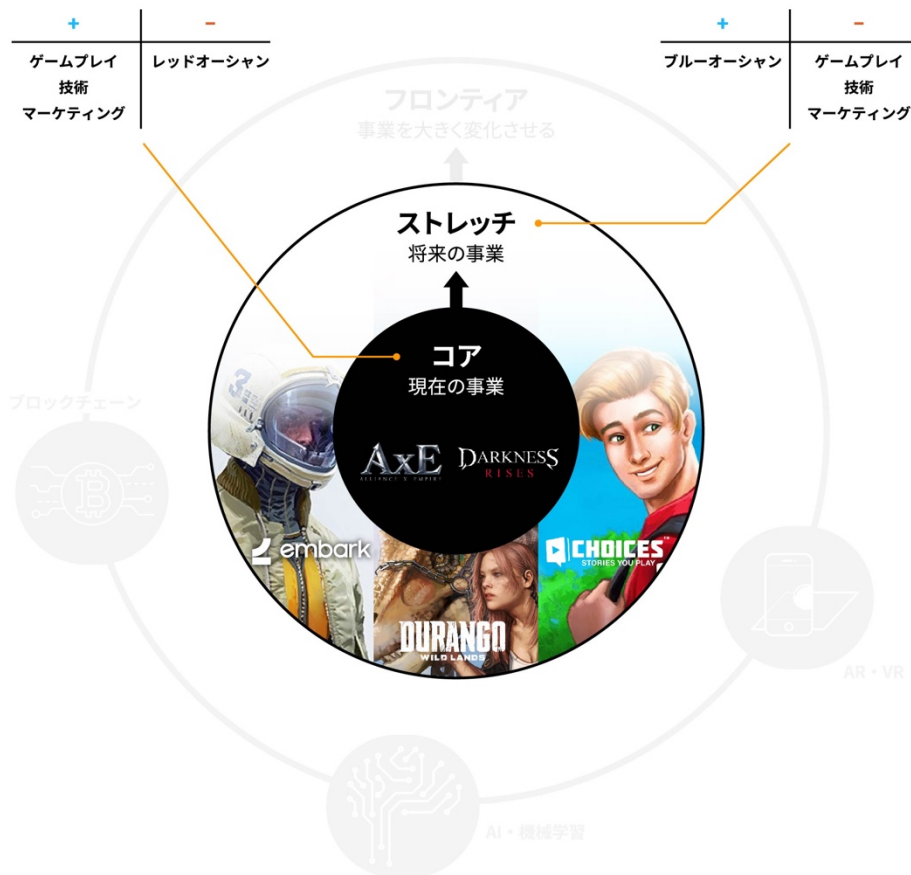 +
−
ゲームプレイ
技術
マーケティング
レッドオーシャン
+
−
ブルーオーシャン
ゲームプレイ
技術
マーケティング
フロンティア
事業を大きく変化させる
ストレッチ
将来の事業
コア
現在の事業
AxE
ALLIANCE X EMPIRE
DARKNESS
RISES
3
embark
DURANGO
WILD LANDS
CHOICES™
STORIES YOU PLAY
ブロックチェーン
AR・VR
AI・機械学習